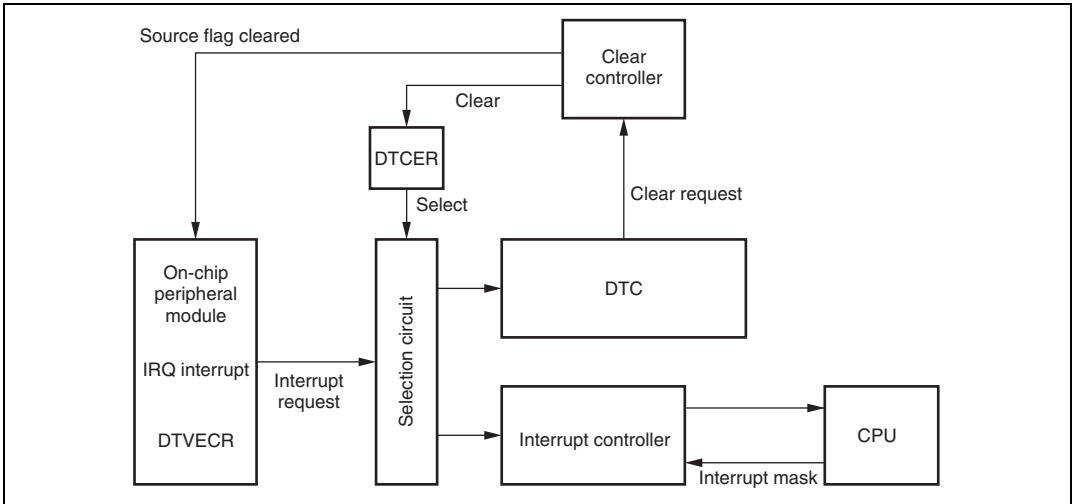 Source flag cleared
Clear
controller
Clear
DTCER
Select
Clear request
On-chip
peripheral
module
IRQ interrupt
DTVECR
Interrupt
request
Selection circuit
DTC
Interrupt controller
CPU
Interrupt mask